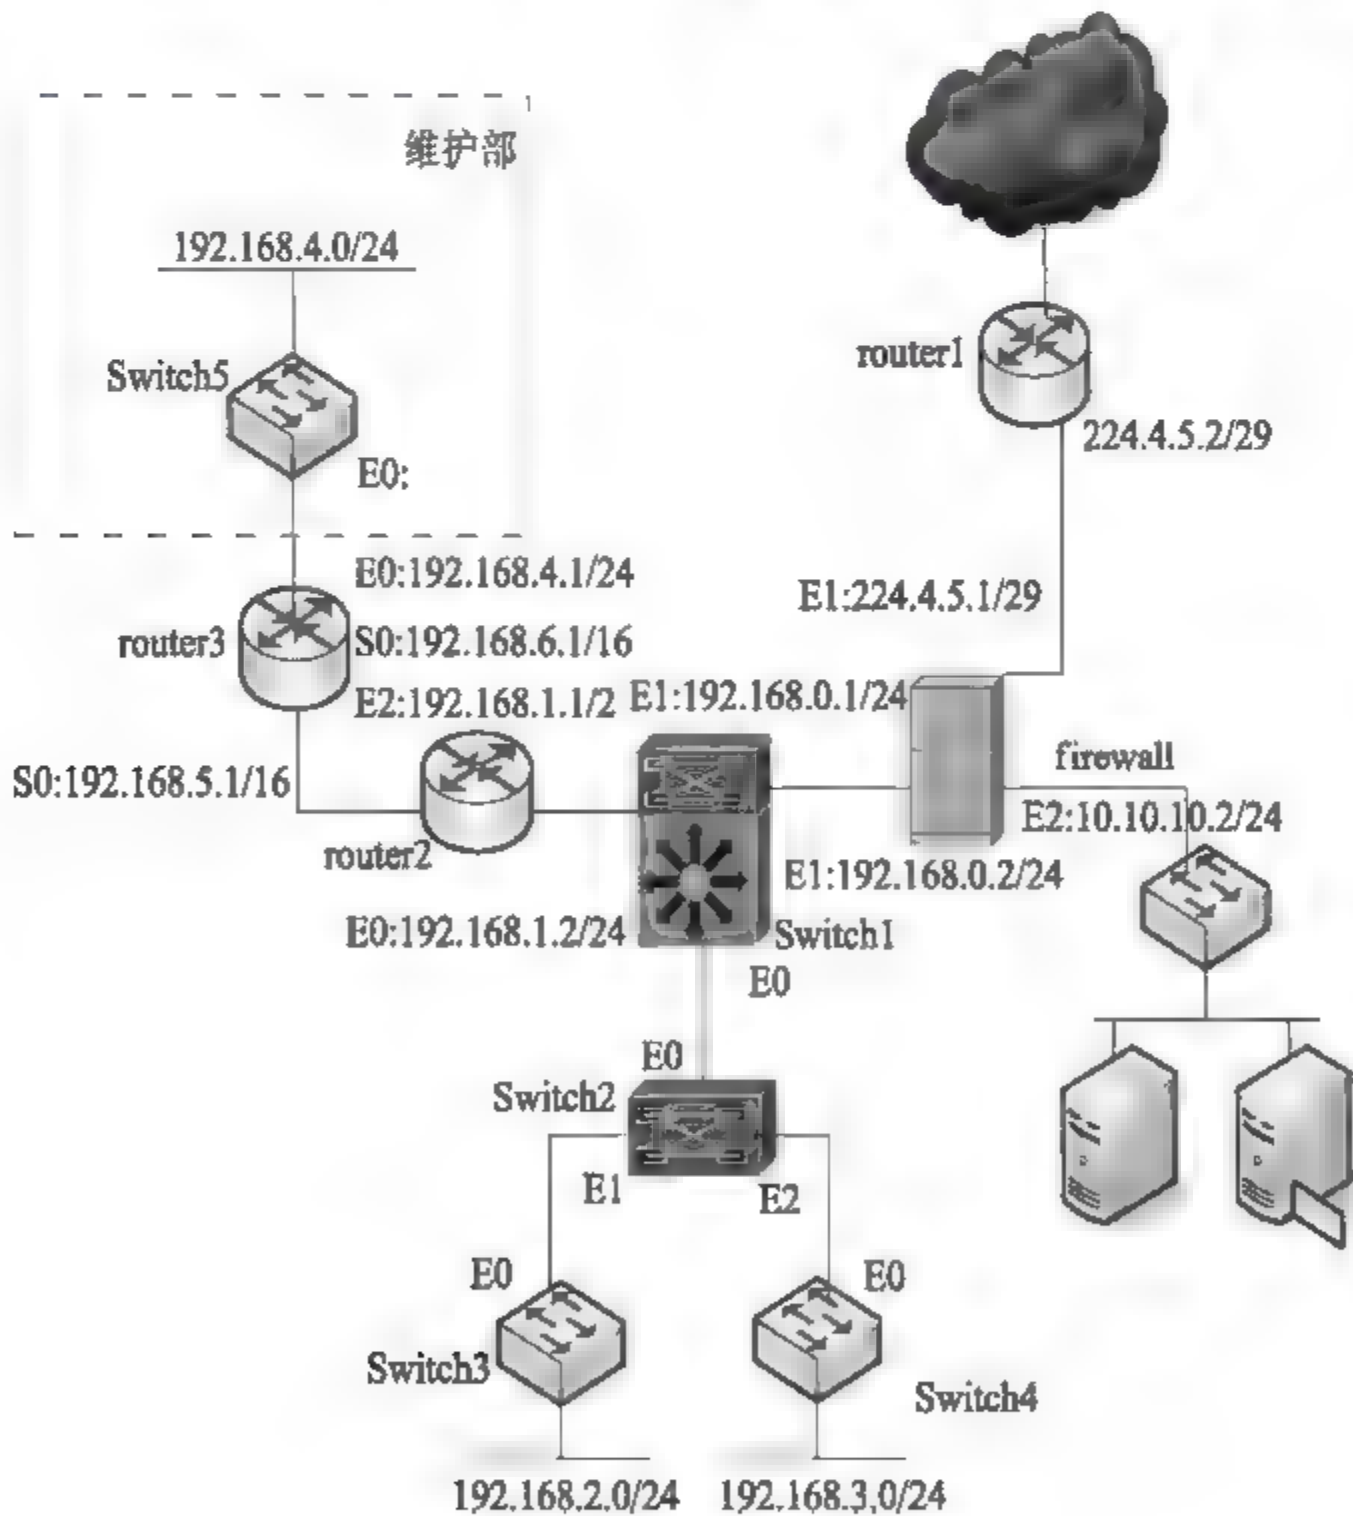 维护部
192.168.4.0/24
Switch5
E0:
router1
224.4.5.2/29
E0:192.168.4.1/24
router3
S0:192.168.6.1/16
E1:224.4.5.1/29
E2:192.168.1.1/2
E1:192.168.0.1/24
S0:192.168.5.1/16
firewall
router2
E2:10.10.10.2/24
E1:192.168.0.2/24
E0:192.168.1.2/24
Switch1
E0
E0
Switch2
E1
E2
E0
E0
Switch3
Switch4
192.168.2.0/24
192.168.3.0/24